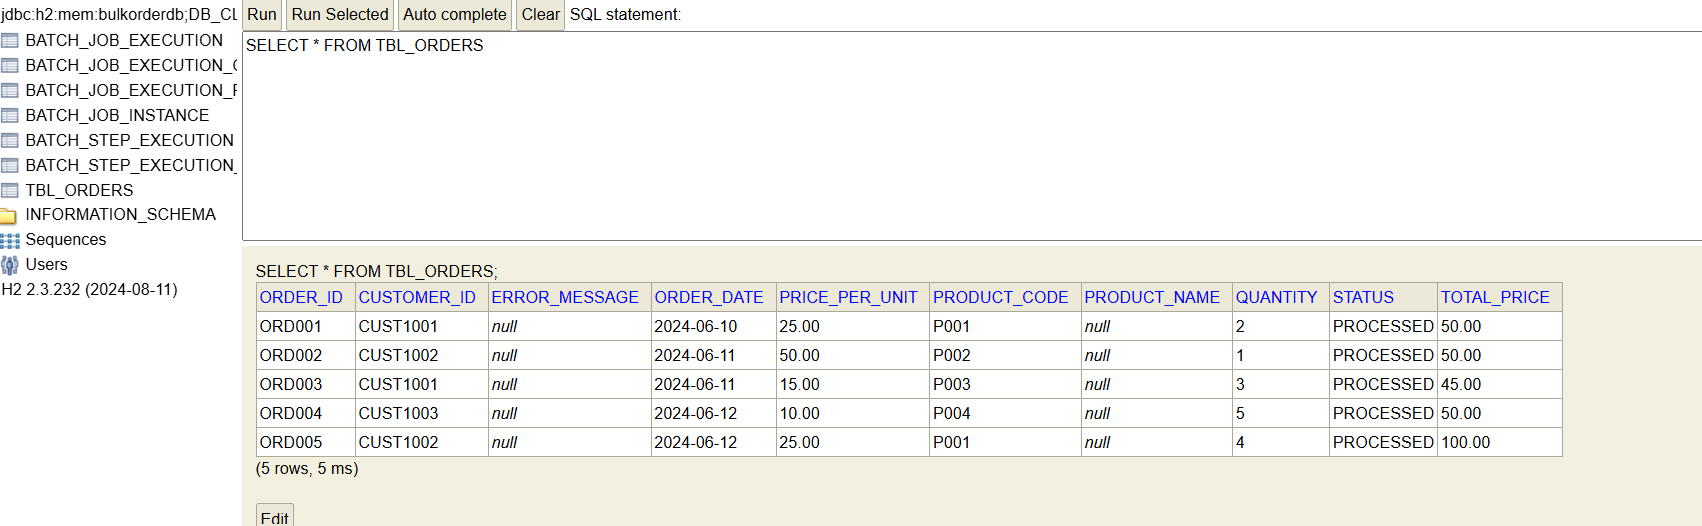 jdbc:h2:mem:bulkorderdb;DB_CL
BATCH_JOB_EXECUTION
BATCH_JOB_EXECUTION_C
BATCH_JOB_EXECUTION_P
BATCH_JOB_INSTANCE
BATCH_STEP_EXECUTION
BATCH_STEP_EXECUTION_
TBL_ORDERS
INFORMATION_SCHEMA
Sequences
Users
H2 2.3.232 (2024-08-11)
Run Run Selected Auto complete Clear SQL statement:
SELECT * FROM TBL_ORDERS
SELECT * FROM TBL_ORDERS;
ORDER_ID CUSTOMER_ID ERROR_MESSAGE ORDER_DATE PRICE_PER_UNIT PRODUCT_CODE PRODUCT_NAME QUANTITY STATUS TOTAL_PRICE
ORD001 CUST1001 null 2024-06-10 25.00 P001 null 2 PROCESSED 50.00
ORD002 CUST1002 null 2024-06-11 50.00 P002 null 1 PROCESSED 50.00
ORD003 CUST1001 null 2024-06-11 15.00 P003 null 3 PROCESSED 45.00
ORD004 CUST1003 null 2024-06-12 10.00 P004 null 5 PROCESSED 50.00
ORD005 CUST1002 null 2024-06-12 25.00 P001 null 4 PROCESSED 100.00
(5 rows, 5 ms)
Edit